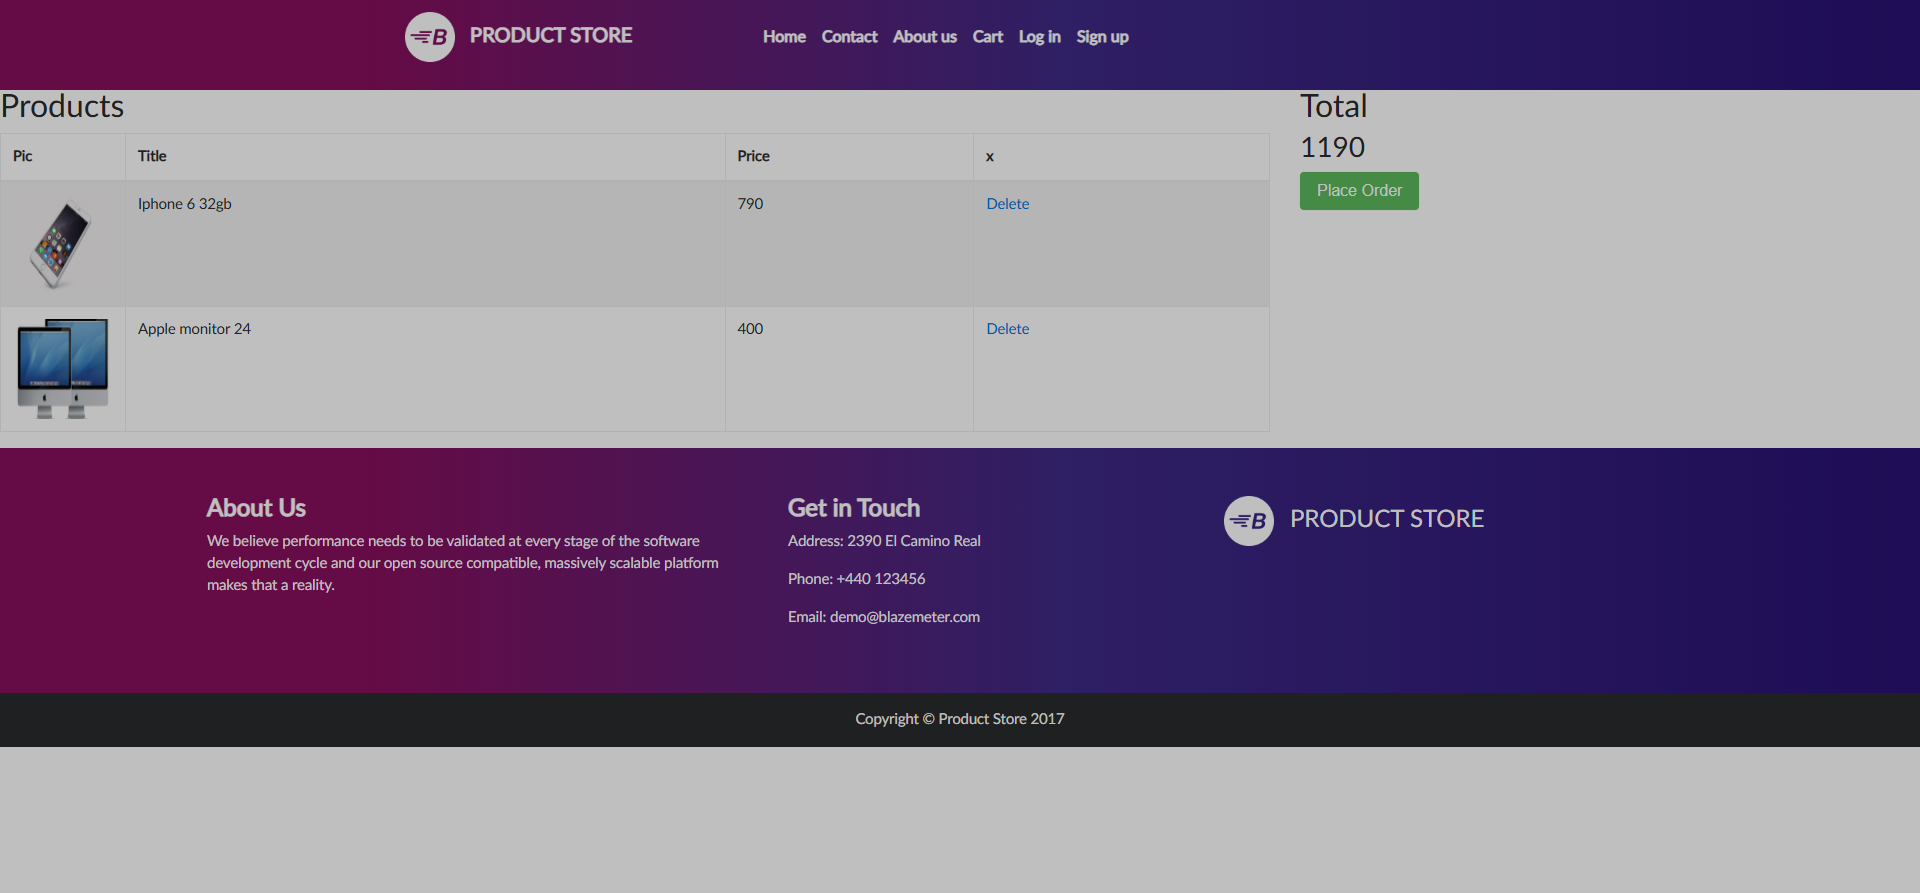 B PRODUCT STORE Home Contact About us Cart Log in Sign up
Products
Pic Title Price x
Iphone 6 32gb 790 Delete
Apple monitor 24 400 Delete
Total
1190
Place Order
About Us
We believe performance needs to be validated at every stage of the software
development cycle and our open source compatible, massively scalable platform
makes that a reality.
Get in Touch
Address: 2390 El Camino Real
Phone: +440 123456
Email: demo@blazemeter.com
B PRODUCT STORE
Copyright © Product Store 2017